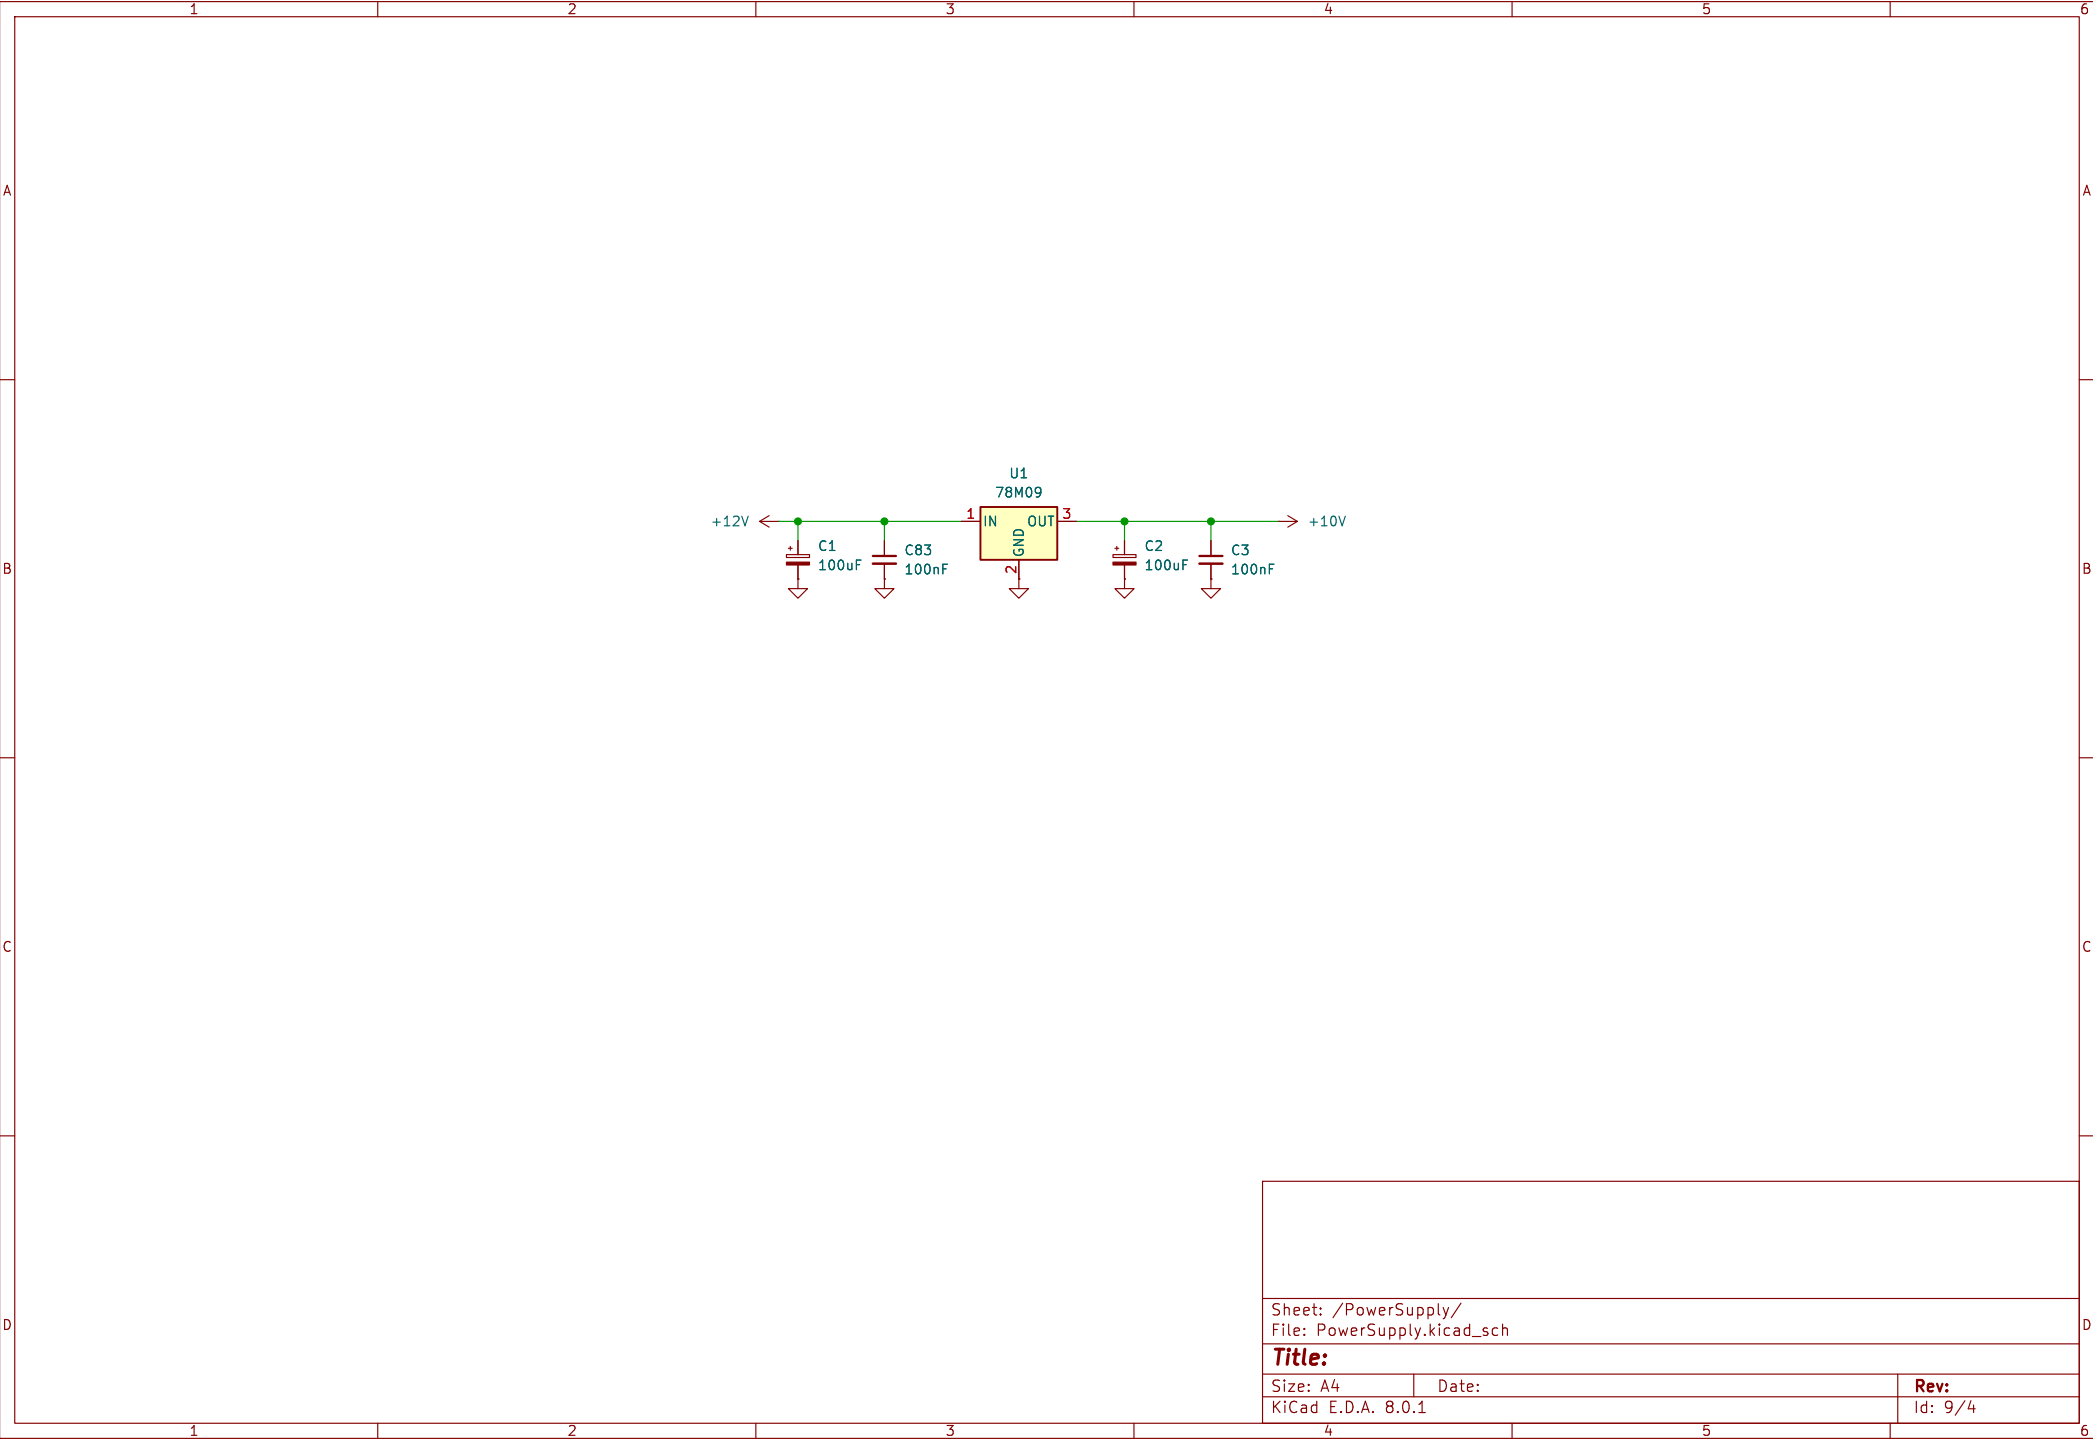 1 2 3 4 5 6
A A
U1
78M09
+12V 1 IN OUT 3 +10V
GND
2
C1
100uF
C83
100nF
C2
100uF
C3
100nF
B B
C C
Sheet: /PowerSupply/
File: PowerSupply.kicad_sch
D D
Title:
Size: A4 Date: Rev:
KiCad E.D.A. 8.0.1 Id: 9/4
1 2 3 4 5 6